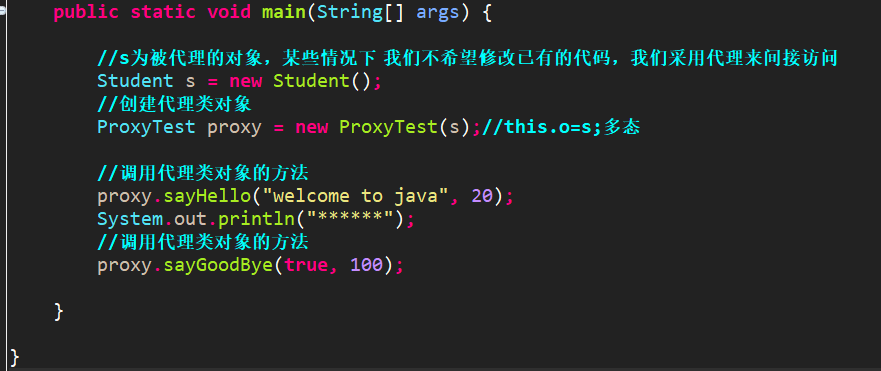 public static void main(String[] args) {
//s为被代理的对象，某些情况下 我们不希望修改已有的代码，我们采用代理来间接访问
Student s = new Student();
//创建代理类对象
ProxyTest proxy = new ProxyTest(s);//this.o=s;多态
//调用代理类对象的方法
proxy.sayHello("welcome to java", 20);
System.out.println("******");
//调用代理类对象的方法
proxy.sayGoodBye(true, 100);
}
}